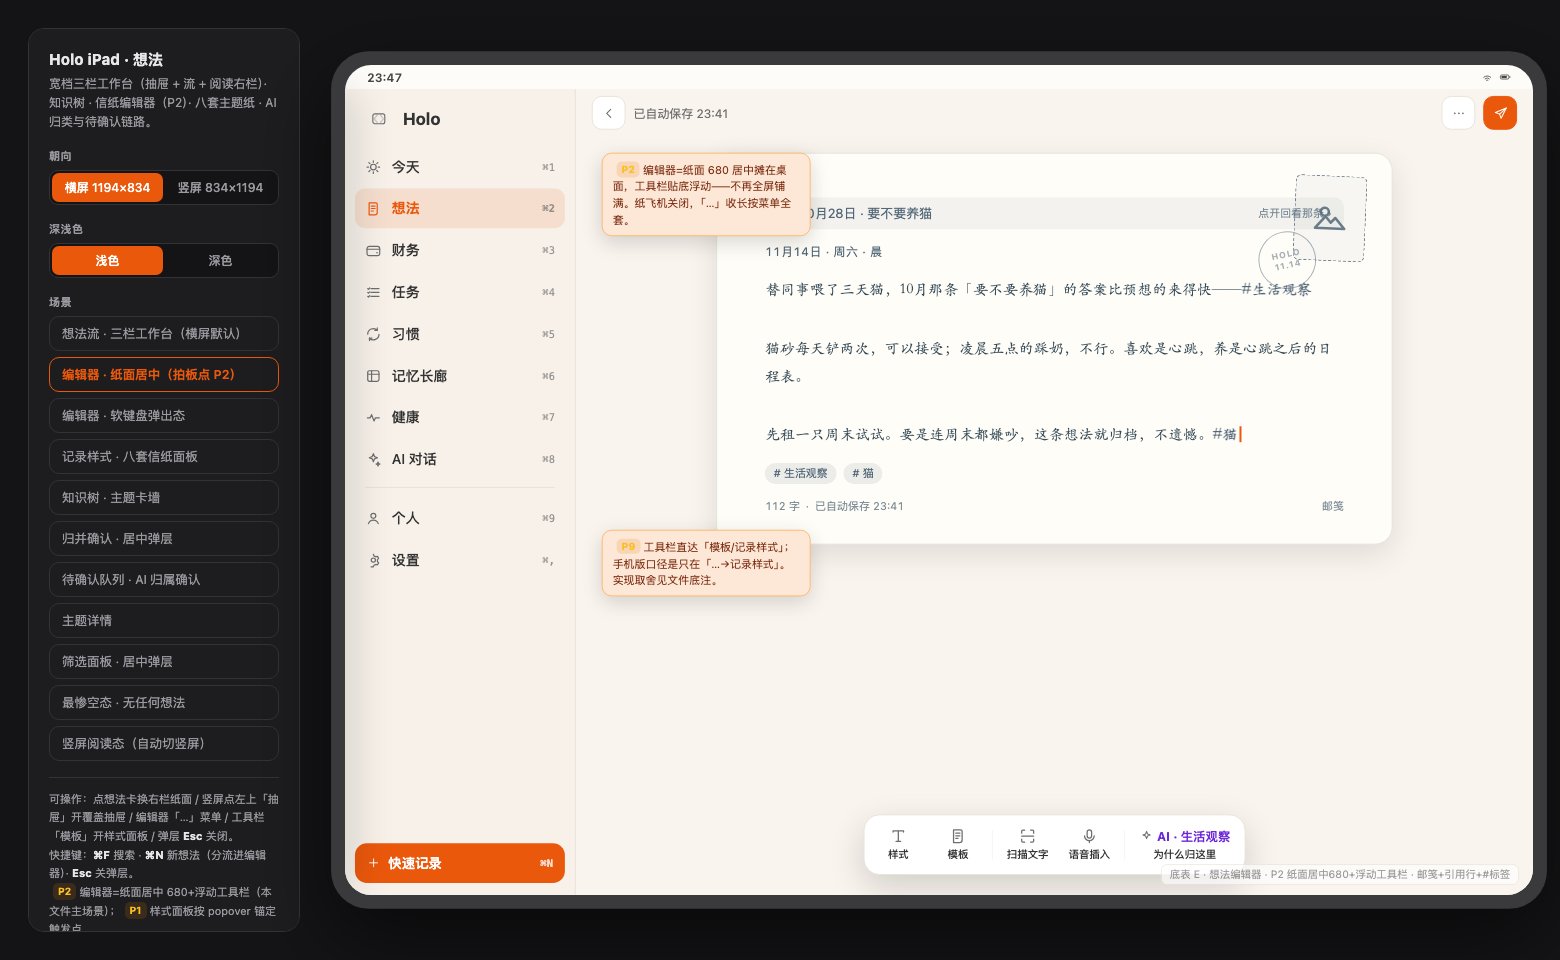 Holo iPad · 想法
宽档三栏工作台（抽屉 + 流 + 阅读右栏）·
知识树 · 信纸编辑器（P2）· 八套主题纸 · AI
归类与待确认链路。
朝向
横屏 1194×834
竖屏 834×1194
深浅色
浅色
深色
场景
想法流 · 三栏工作台（横屏默认）
编辑器 · 纸面居中（拍板点 P2）
编辑器 · 软键盘弹出态
记录样式 · 八套信纸面板
知识树 · 主题卡墙
归并确认 · 居中弹层
待确认队列 · AI 归属确认
主题详情
筛选面板 · 居中弹层
最惨空态 · 无任何想法
竖屏阅读态（自动切竖屏）
可操作：点想法卡换右栏纸面 / 竖屏点左上「抽
屉」开覆盖抽屉 / 编辑器「…」菜单 / 工具栏
「模板」开样式面板 / 弹层 Esc 关闭。
快捷键：⌘F 搜索 · ⌘N 新想法（分流进编辑
器）· Esc 关弹层。
P2 编辑器=纸面居中 680+浮动工具栏（本
文件主场景）； P1 样式面板按 popover 锚定
触发点
23:47
Holo
今天 ⌘1
想法 ⌘2
财务 ⌘3
任务 ⌘4
习惯 ⌘5
记忆长廊 ⌘6
健康 ⌘7
AI 对话 ⌘8
个人 ⌘9
设置 ⌘,
+ 快速记录 ⌘N
已自动保存 23:41
P2 编辑器=纸面 680 居中摊在桌
面，工具栏贴底浮动——不再全屏铺
满。纸飞机关闭，「…」收长按菜单全
套。
0月28日 · 要不要养猫
点开回看那条
HOLO
11.14
11月14日 · 周六 · 晨
替同事喂了三天猫，10月那条「要不要养猫」的答案比预想的来得快——#生活观察
猫砂每天铲两次，可以接受；凌晨五点的踩奶，不行。喜欢是心跳，养是心跳之后的日
程表。
先租一只周末试试。要是连周末都嫌吵，这条想法就归档，不遗憾。#猫
# 生活观察
# 猫
112 字 · 已自动保存 23:41
邮笺
P9 工具栏直达「模板/记录样式」；
手机版口径是只在「…→记录样式」。
实现取舍见文件底注。
样式
模板
扫描文字
语音插入
AI · 生活观察
为什么归这里
底表 E · 想法编辑器 · P2 纸面居中680+浮动工具栏 · 邮笺+引用行+#标签